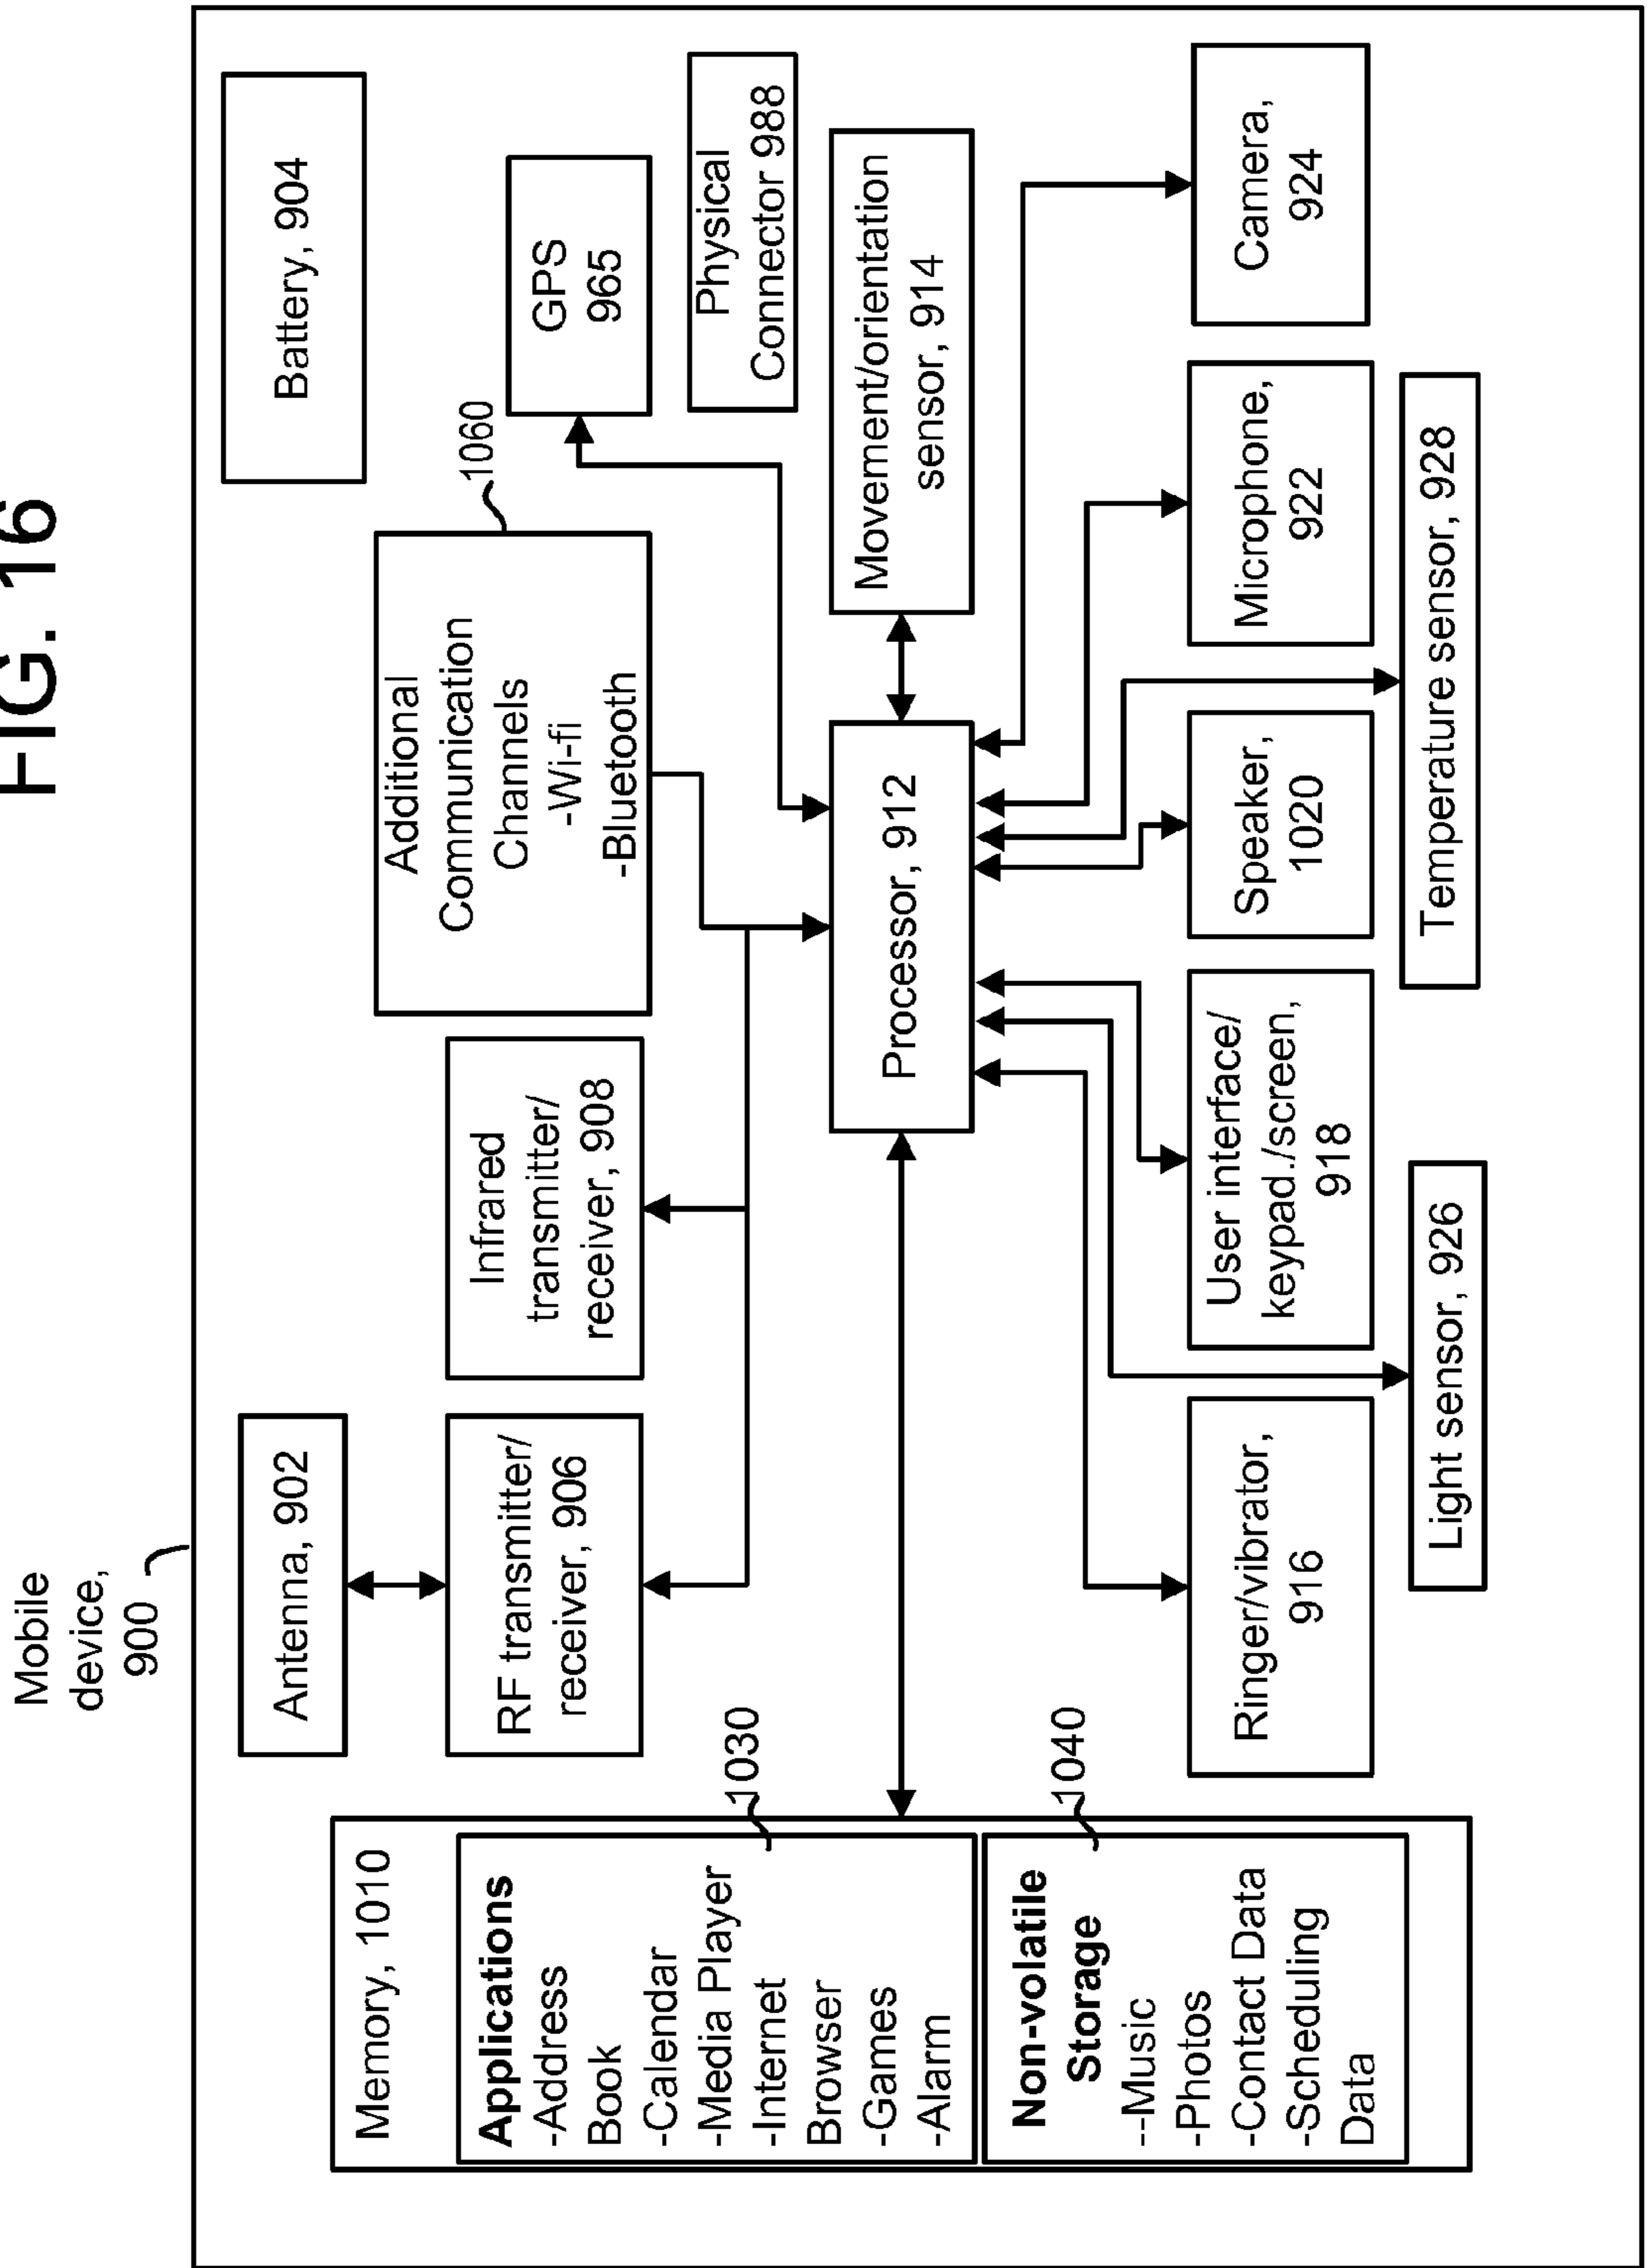 FIG. 16
Mobile
device,
900
Memory, 1010
Applications
-Address
Book
-Calendar
-Media Player
-Internet
Browser
-Games
-Alarm
1030
Non-volatile
Storage
--Music
-Photos
-Contact Data
-Scheduling
Data
1040
Antenna, 902
RF transmitter/
receiver, 906
Infrared
transmitter/
receiver, 908
Additional
Communication
Channels
-Wi-fi
-Bluetooth
1060
Battery, 904
GPS
965
Physical
Connector 988
Processor, 912
Movement/orientation
sensor, 914
Ringer/vibrator,
916
User interface/
keypad./screen,
918
Speaker,
1020
Microphone,
922
Camera,
924
Light sensor, 926
Temperature sensor, 928